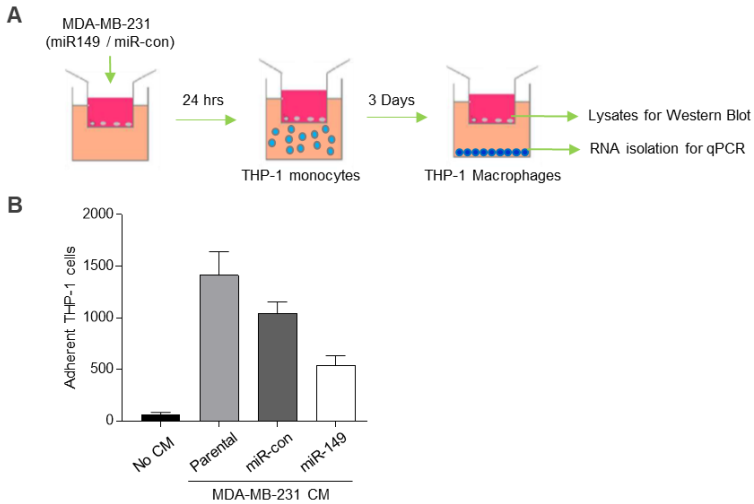 A
MDA-MB-231
(miR149 / miR-con)
24 hrs
3 Days
Lysates for Western Blot
RNA isolation for qPCR
THP-1 monocytes
THP-1 Macrophages
B
Adherent THP-1 cells
2000
1500
1000
500
0
No CM
Parental
miR-con
miR-149
MDA-MB-231 CM